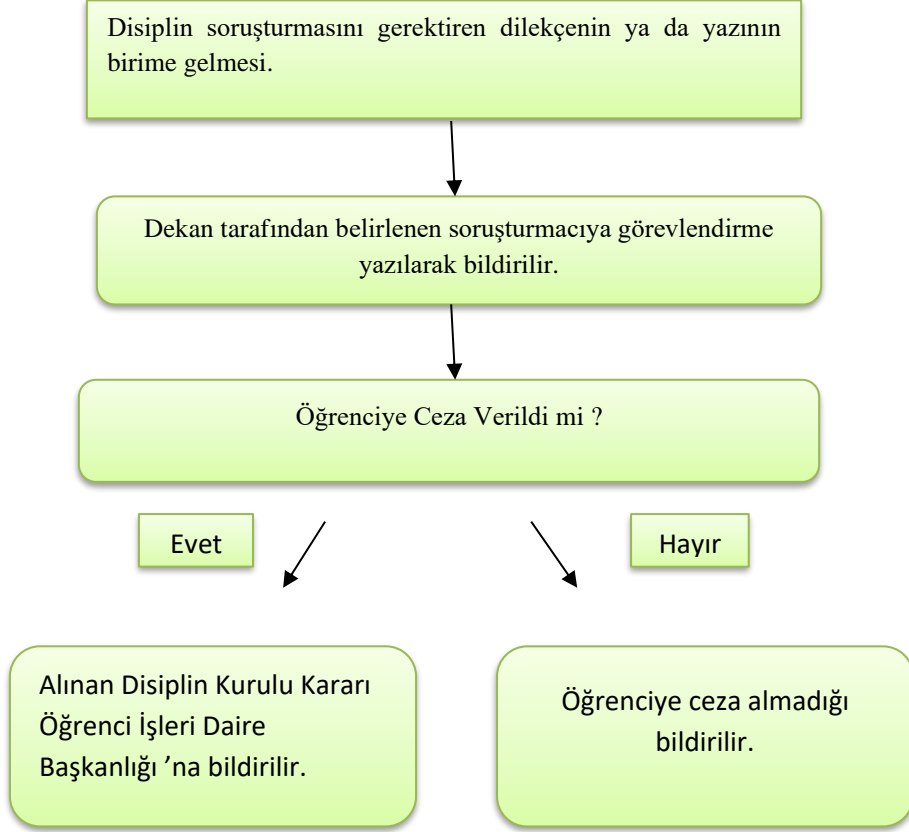 Disiplin soruşturmasını gerektiren dilekçenin ya da yazının
birime gelmesi.
Dekan tarafından belirlenen soruşturmacıya görevlendirme
yazılarak bildirilir.
Öğrenciye Ceza Verildi mi ?
Evet
Hayır
Alınan Disiplin Kurulu Kararı
Öğrenci İşleri Daire
Başkanlığı ’na bildirilir.
Öğrenciye ceza almadığı
bildirilir.